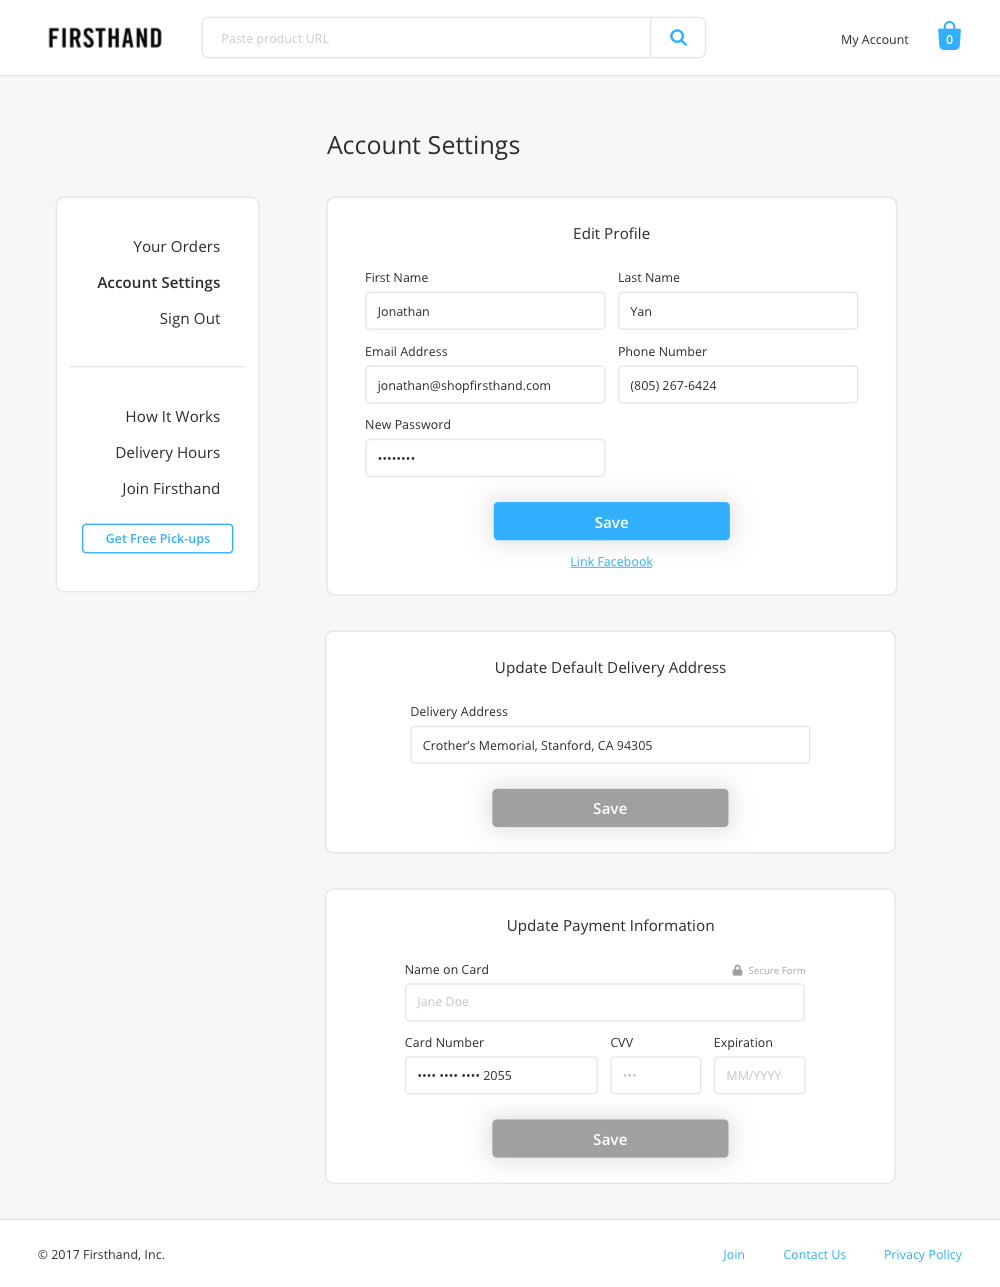 FIRSTHAND
Paste product URL
My Account
0
Account Settings
Your Orders
Account Settings
Sign Out
How It Works
Delivery Hours
Join Firsthand
Get Free Pick-ups
Edit Profile
First Name
Last Name
Jonathan
Yan
Email Address
Phone Number
jonathan@shopfirsthand.com
(805) 267-6424
New Password
••••••••
Save
Link Facebook
Update Default Delivery Address
Delivery Address
Crother’s Memorial, Stanford, CA 94305
Save
Update Payment Information
Name on Card
Secure Form
Jane Doe
Card Number
CVV
Expiration
•••• •••• •••• 2055
•••
MM/YYYY
Save
© 2017 Firsthand, Inc.
Join
Contact Us
Privacy Policy